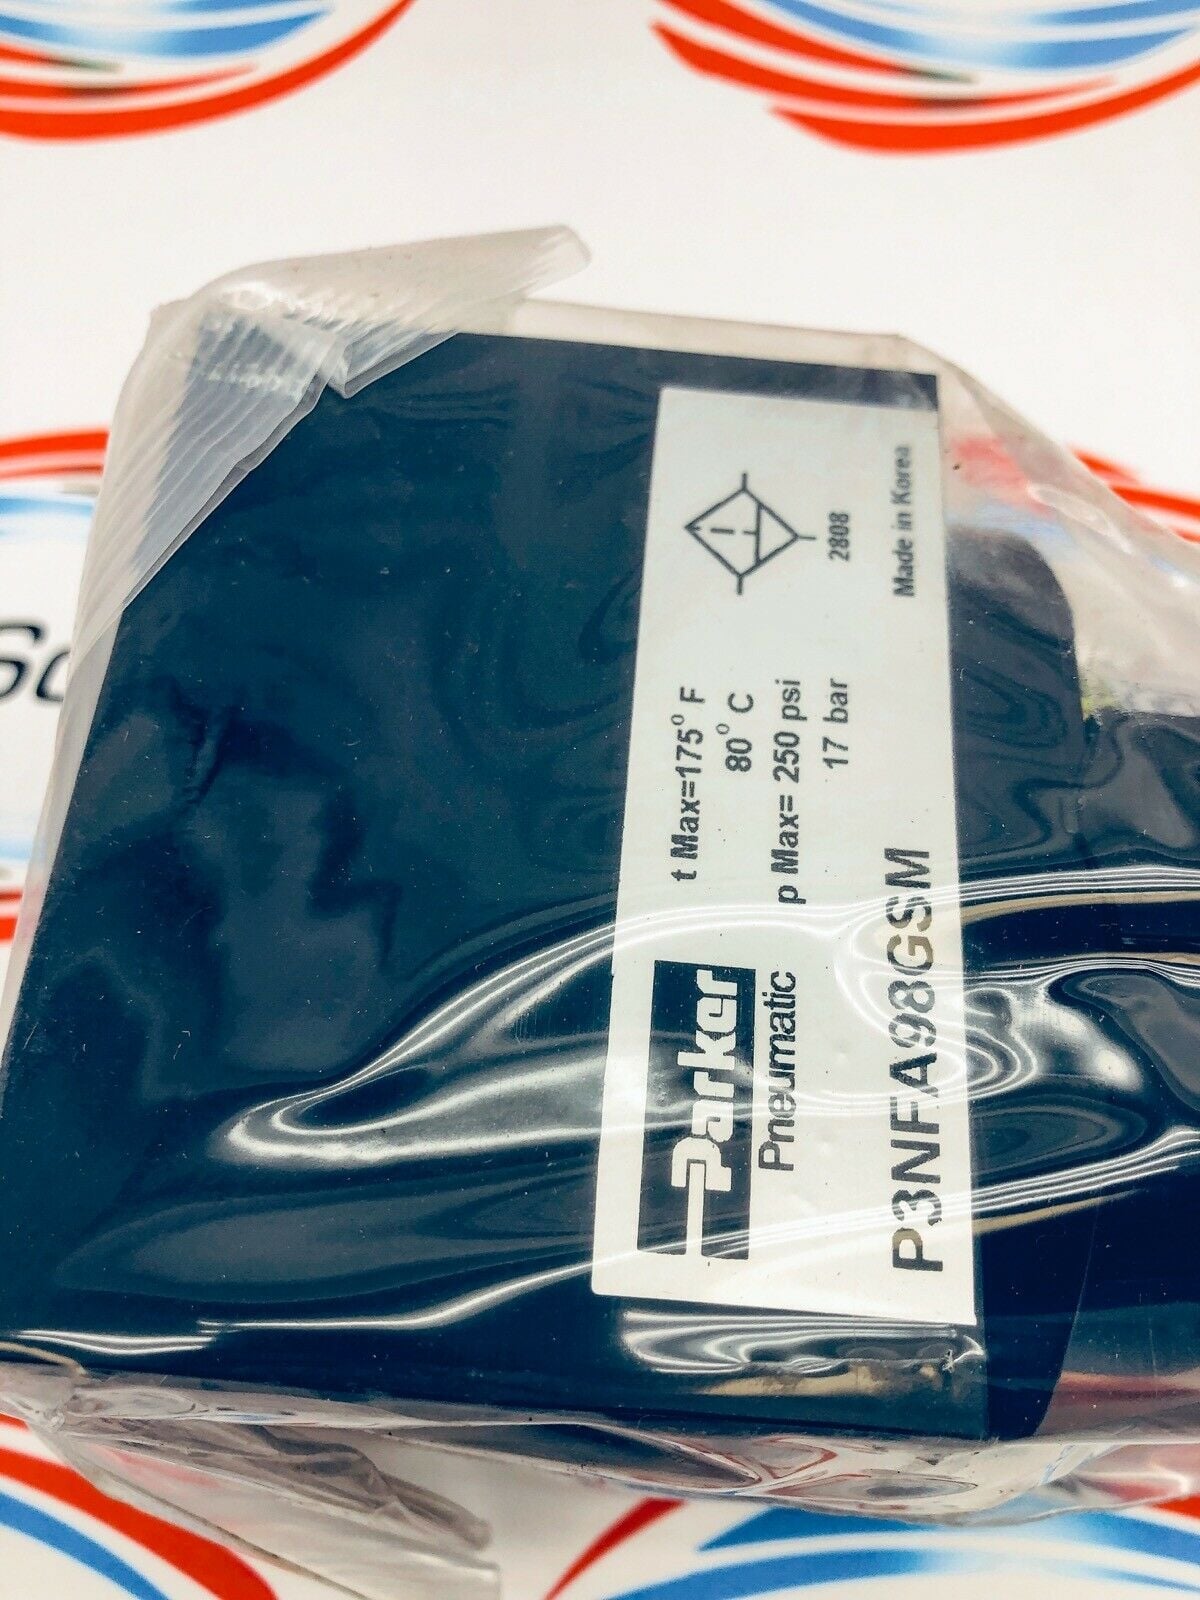 Parker
Pneumatic
t Max=175° F
80° C
p Max= 250 psi
17 bar
2808
Made in Korea
P3NFA98GSM